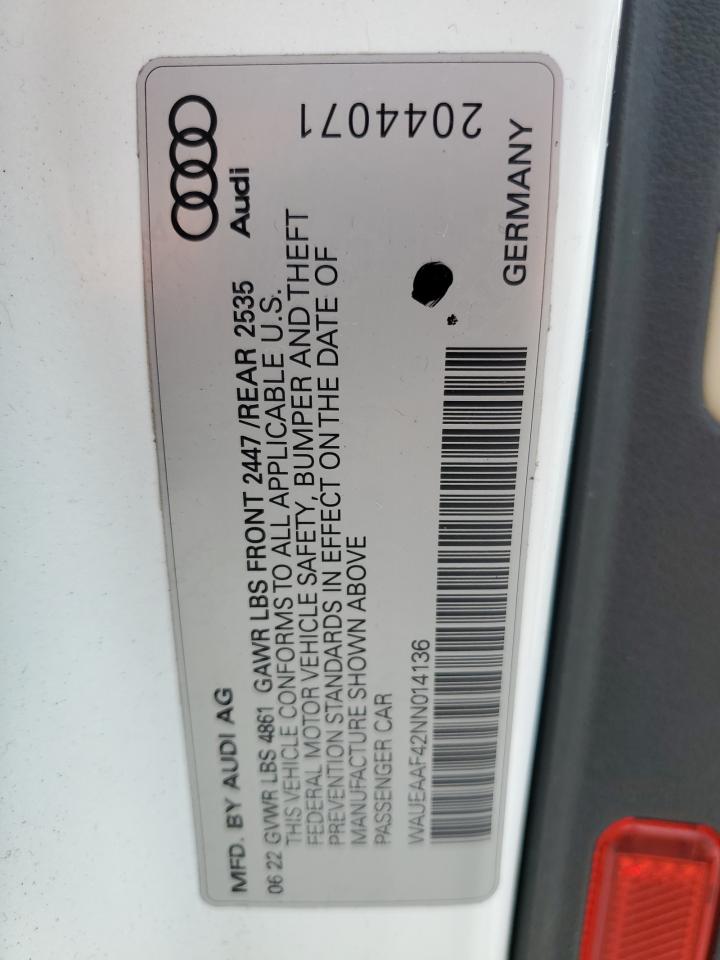 MFD. BY AUDI AG
Audi
06 22 GVWR LBS 4861 GAWR LBS FRONT 2447 /REAR 2535
THIS VEHICLE CONFORMS TO ALL APPLICABLE U.S.
FEDERAL MOTOR VEHICLE SAFETY, BUMPER AND THEFT
PREVENTION STANDARDS IN EFFECT ON THE DATE OF
MANUFACTURE SHOWN ABOVE
PASSENGER CAR
WAUEAAF42NN014136
GERMANY
2044071